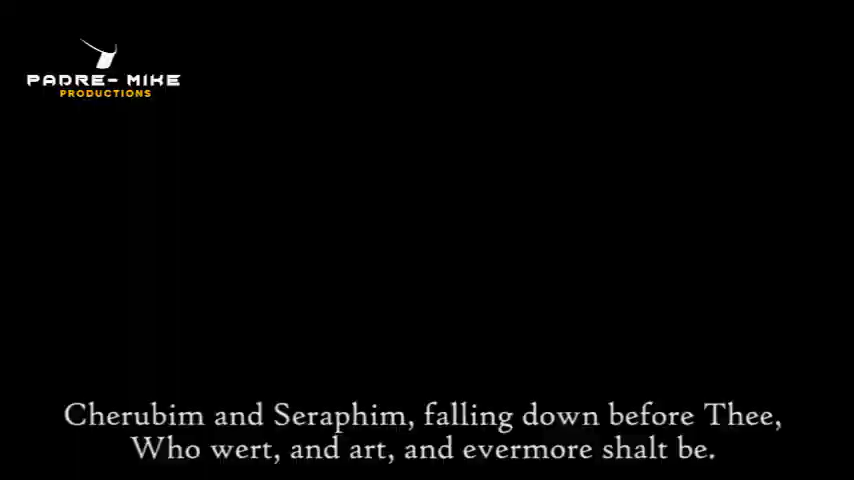 PADRE- MIKE
PRODUCTIONS
Cherubim and Seraphim, falling down before Thee,
Who wert, and art, and evermore shalt be.